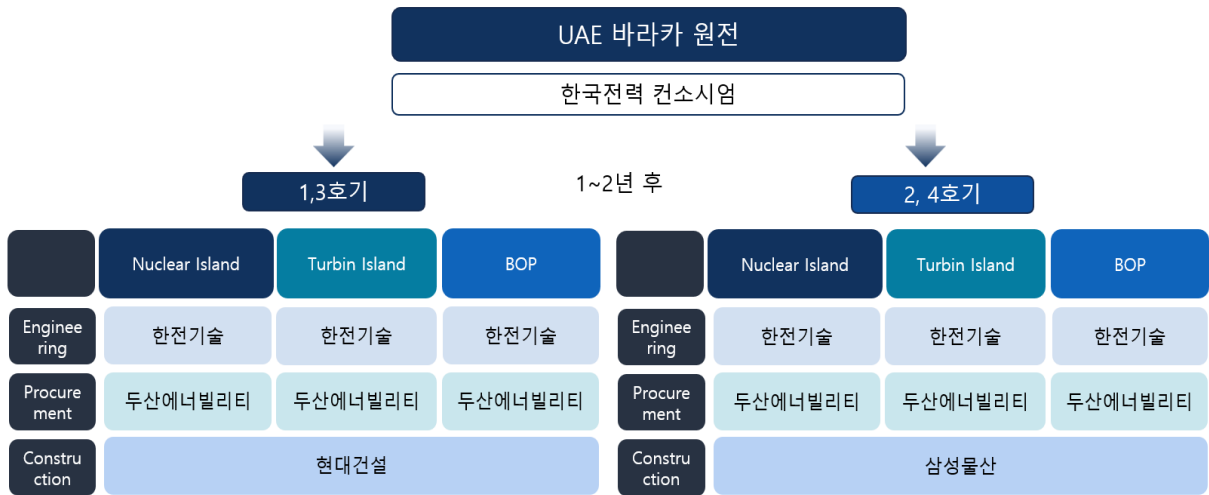 UAE 바라카 원전
한국전력 컨소시엄
1,3호기
1~2년 후
2, 4호기
Nuclear Island
Turbin Island
BOP
Nuclear Island
Turbin Island
BOP
Enginee
ring
한전기술
한전기술
한전기술
Enginee
ring
한전기술
한전기술
한전기술
Procure
ment
두산에너빌리티
두산에너빌리티
두산에너빌리티
Procure
ment
두산에너빌리티
두산에너빌리티
두산에너빌리티
Constru
ction
현대건설
Constru
ction
삼성물산